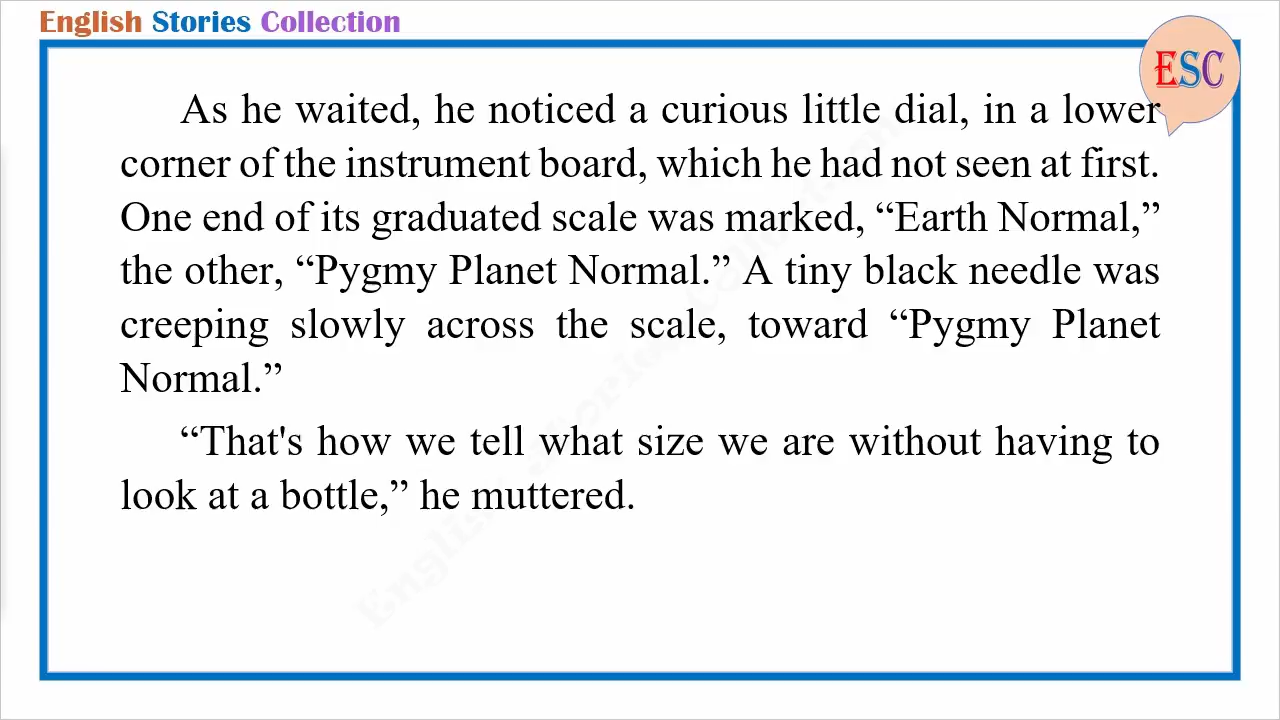 English Stories Collection
ESC
As he waited, he noticed a curious little dial, in a lower
corner of the instrument board, which he had not seen at first.
One end of its graduated scale was marked, “Earth Normal,”
the other, “Pygmy Planet Normal.” A tiny black needle was
creeping slowly across the scale, toward “Pygmy Planet
Normal.”
“That's how we tell what size we are without having to
look at a bottle,” he muttered.
English Stories Collection